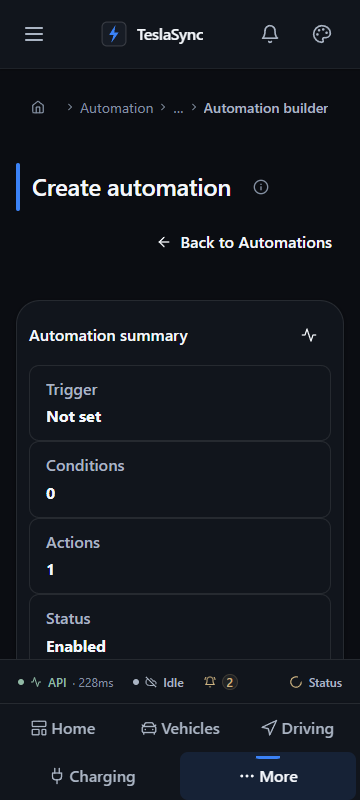 TeslaSync
Automation ... Automation builder
Create automation
Back to Automations
Automation summary
Trigger
Not set
Conditions
0
Actions
1
Status
Enabled
API · 228ms Idle 2 Status
Home Vehicles Driving
Charging More